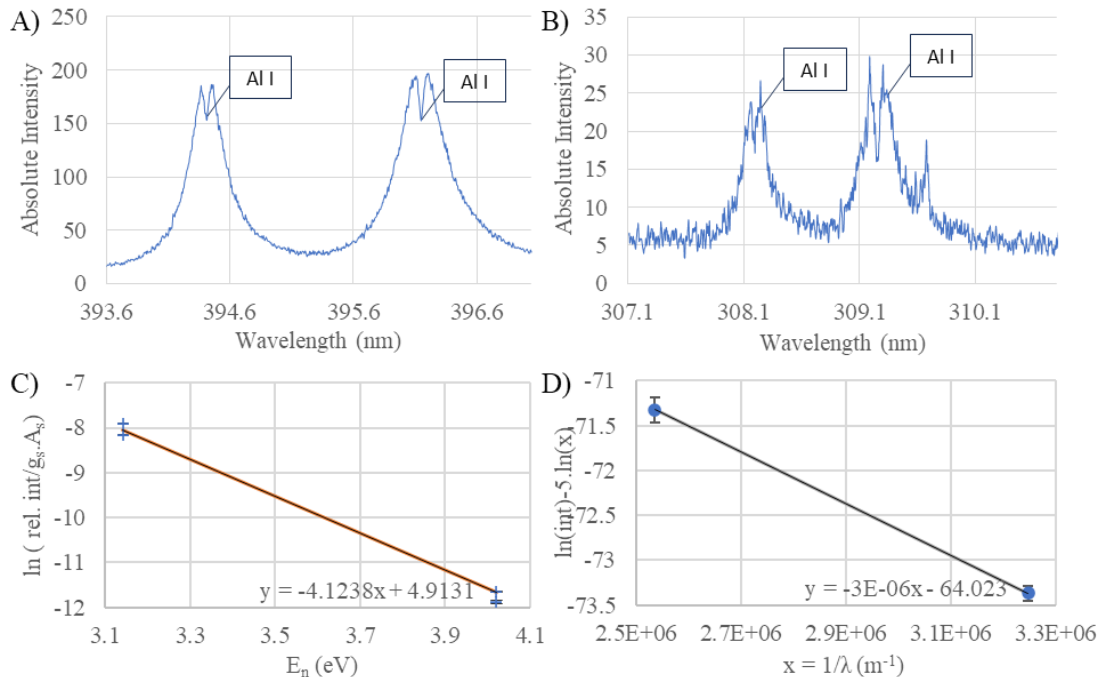 A)
250
200
150
100
50
0
Absolute Intensity
Al I
Al I
393.6 394.6 395.6 396.6
Wavelength (nm)
B)
35
30
25
20
15
10
5
0
Absolute Intensity
Al I
Al I
307.1 308.1 309.1 310.1
Wavelength (nm)
C)
-7
-8
-9
-10
-11
-12
ln ( rel. int/gs.As)
y = -4.1238x + 4.9131
3.1 3.3 3.5 3.7 3.9 4.1
En (eV)
D)
-71
-71.5
-72
-72.5
-73
-73.5
ln(int)-5.ln(x)
y = -3E-06x - 64.023
2.5E+06 2.7E+06 2.9E+06 3.1E+06 3.3E+06
x = 1/λ (m⁻¹)